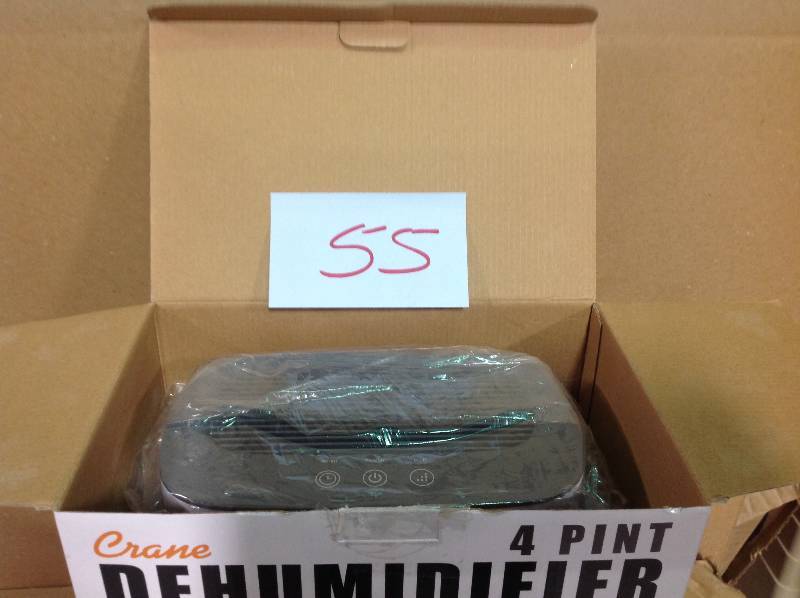 55
Crane
4 PINT
DEHUMIDIFIER